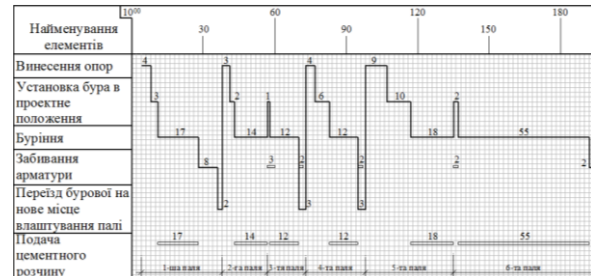 10⁰⁰ 60 120 180
Найменування
елементів
30 90 150
Винесення опор
4 3 4 9
Установка бура в
проектне
положення
3 2 1 6 10 2
Буріння
17 14 12 12 18 55
Забивання
арматури
8 3 2 2 2 2
Переїзд бурової на
нове місце
влаштування палі
2 3 3
Подача
цементного
розчину
17 14 12 12 18 55
1-ша паля 2-га паля 3-тя паля 4-та паля 5-та паля 6-та паля